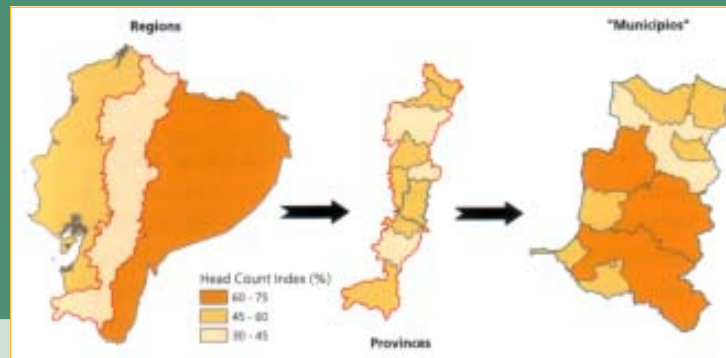 Regions
"Municipios"
Head Count Index (%)
60 - 75
45 - 60
30 - 45
Provinces